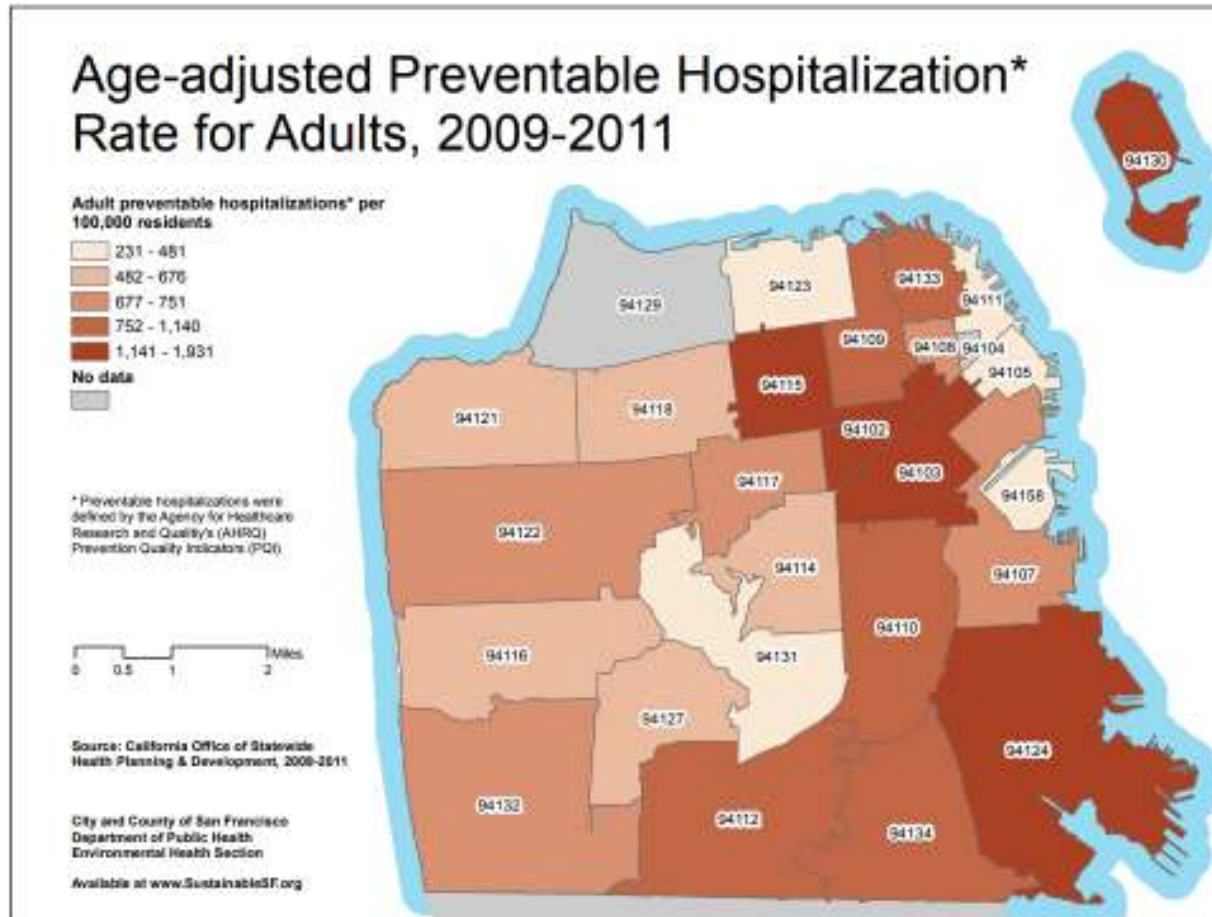 Age-adjusted Preventable Hospitalization*
Rate for Adults, 2009-2011
Adult preventable hospitalizations* per
100,000 residents
231 - 481
482 - 676
677 - 751
752 - 1,140
1,141 - 1,931
No data
* Preventable hospitalizations were
defined by the Agency for Healthcare
Research and Quality's (AHRQ)
Prevention Quality Indicators (PQI)
0 0.5 1 2 Miles
Source: California Office of Statewide
Health Planning & Development, 2009-2011
City and County of San Francisco
Department of Public Health
Environmental Health Section
Available at www.SustainableSF.org
94130
94129
94123
94133
94111
94109
94108
94104
94105
94115
94121
94118
94102
94103
94117
94158
94122
94114
94107
94110
94116
94131
94127
94124
94132
94112
94134